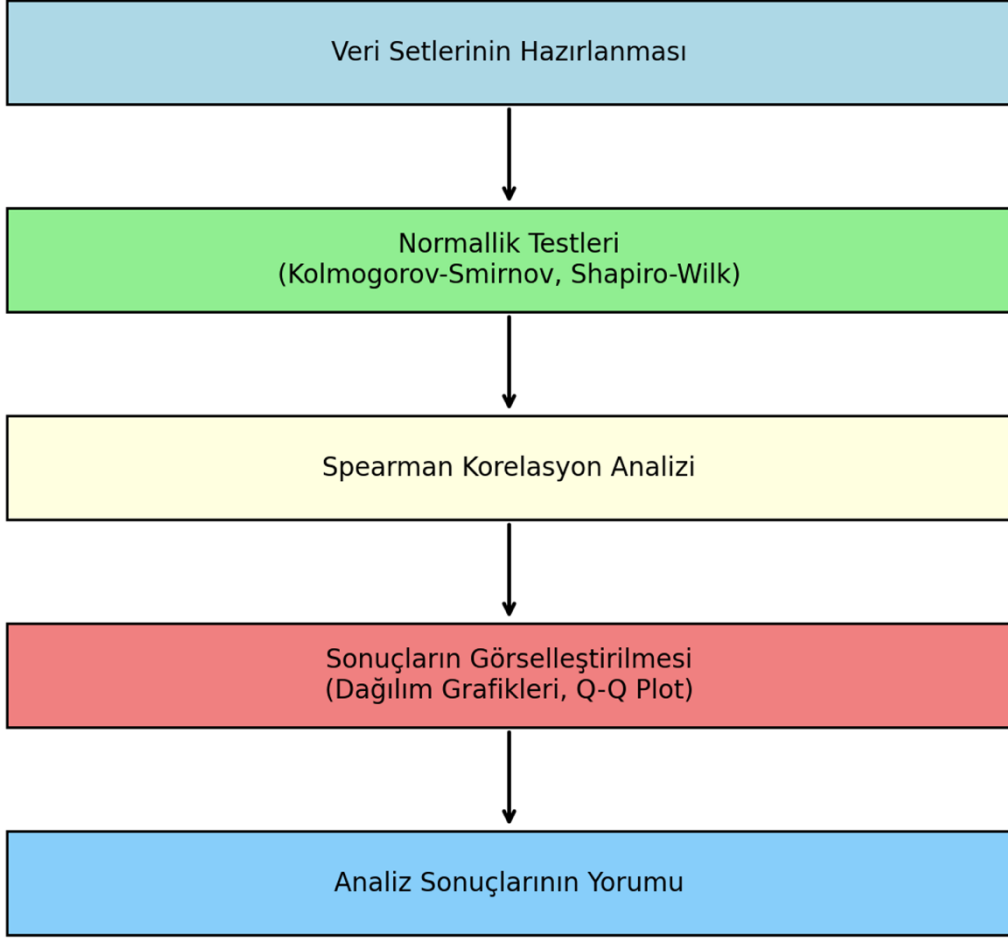 Veri Setlerinin Hazırlanması
Normallik Testleri
(Kolmogorov-Smirnov, Shapiro-Wilk)
Spearman Korelasyon Analizi
Sonuçların Görselleştirilmesi
(Dağılım Grafikleri, Q-Q Plot)
Analiz Sonuçlarının Yorumu